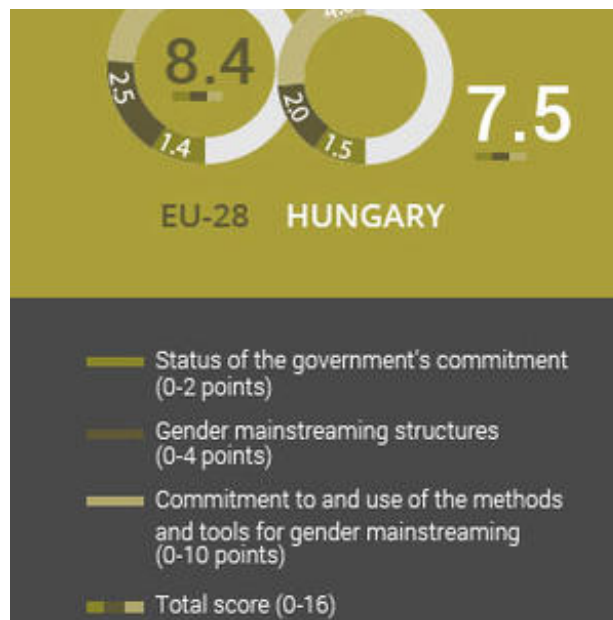 8.4
2.5
1.4
2.0
1.5
7.5
EU-28 HUNGARY
Status of the government's commitment
(0-2 points)
Gender mainstreaming structures
(0-4 points)
Commitment to and use of the methods
and tools for gender mainstreaming
(0-10 points)
Total score (0-16)